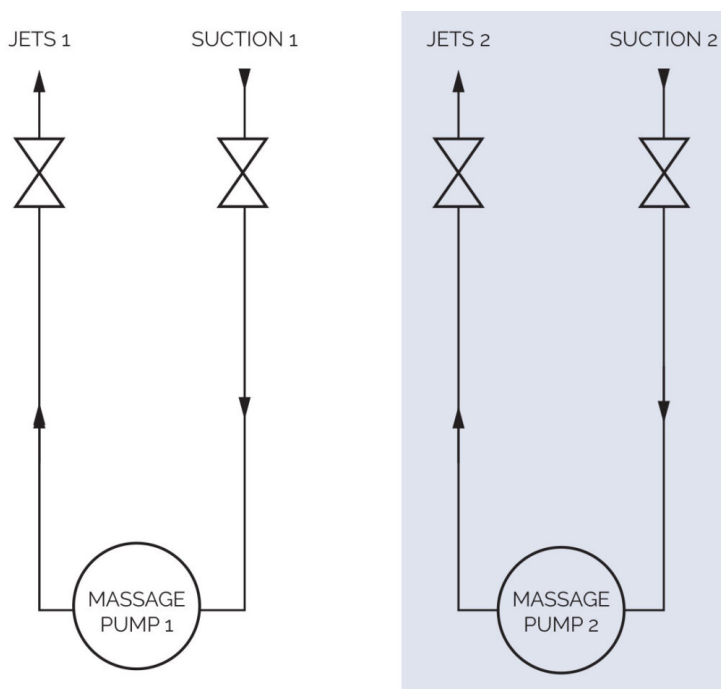 JETS 1
SUCTION 1
JETS 2
SUCTION 2
MASSAGE
PUMP 1
MASSAGE
PUMP 2